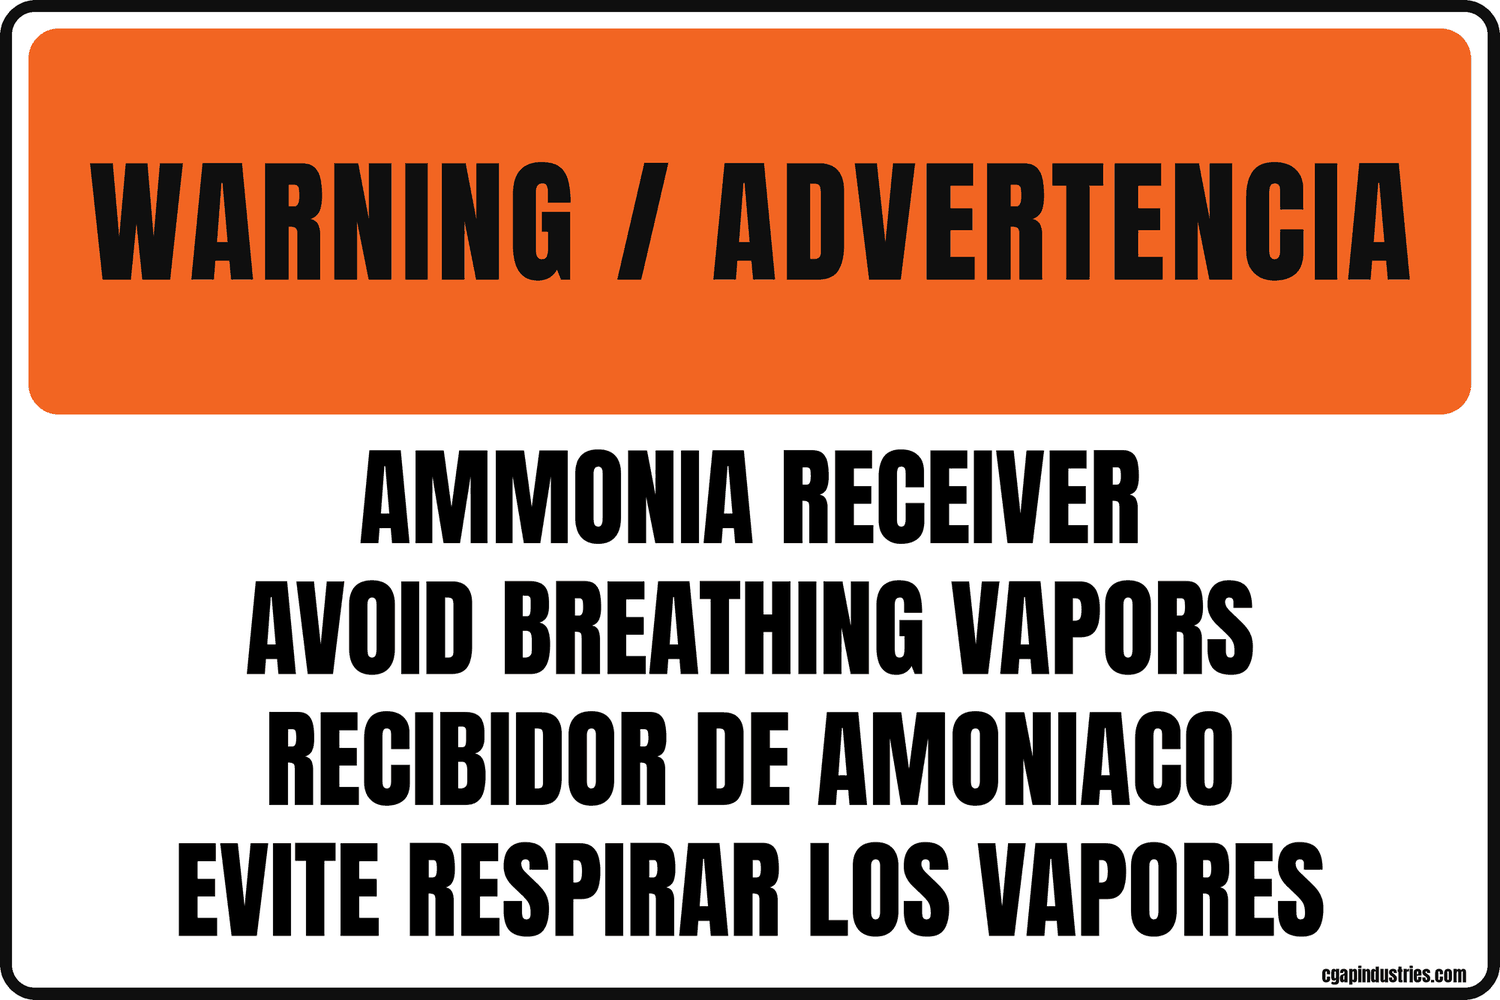 WARNING / ADVERTENCIA
AMMONIA RECEIVER
AVOID BREATHING VAPORS
RECIBIDOR DE AMONIACO
EVITE RESPIRAR LOS VAPORES
cgapindustries.com